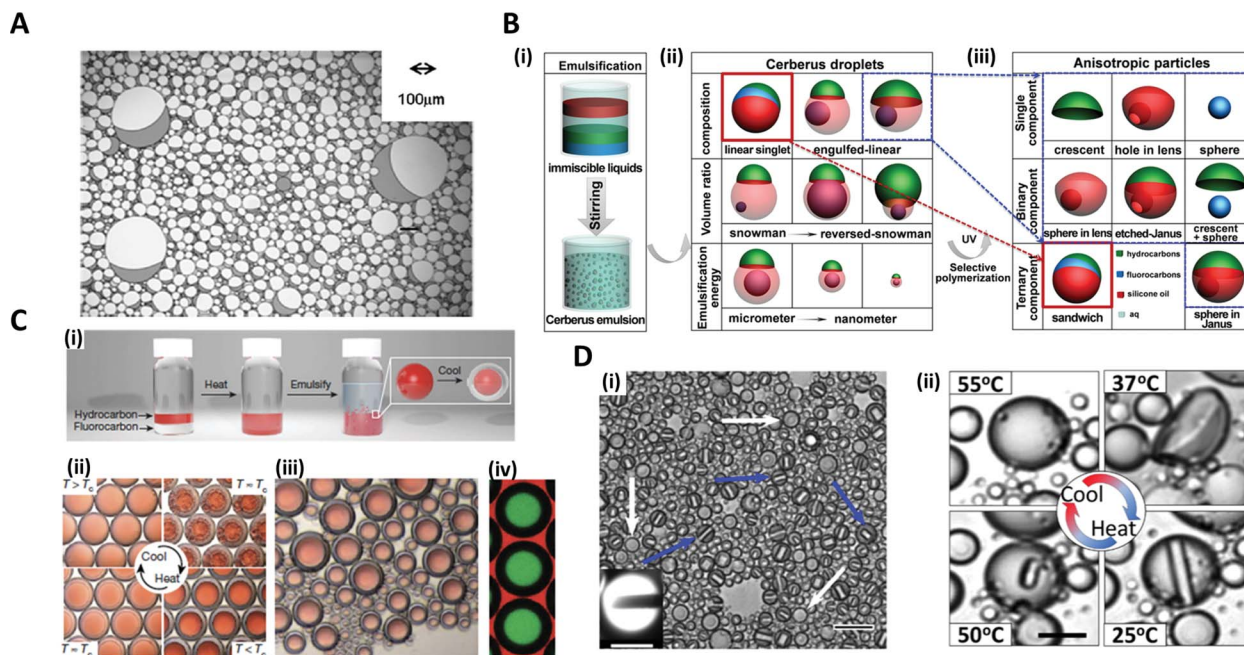 A
100μm
B
(i)
Emulsification
immiscible liquids
Stirring
Cerberus emulsion
(ii)
Cerberus droplets
composition
linear singlet
engulfed-linear
Volume ratio
snowman → reversed-snowman
Emulsification
energy
micrometer → nanometer
UV
Selective
polymerization
(iii)
Anisotropic particles
Single
component
crescent
hole in lens
sphere
Binary
component
sphere in lens
etched-Janus
crescent
+ sphere
Ternary
component
sandwich
hydrocarbons
fluorocarbons
silicone oil
aq
sphere in
Janus
C
(i)
Hydrocarbon
Fluorocarbon
Heat
Emulsify
Cool
(ii)
T > Tc
T ≈ Tc
Cool
Heat
T ≈ Tc
T < Tc
(iii)
(iv)
D
(i)
(ii)
55°C
37°C
Cool
Heat
50°C
25°C